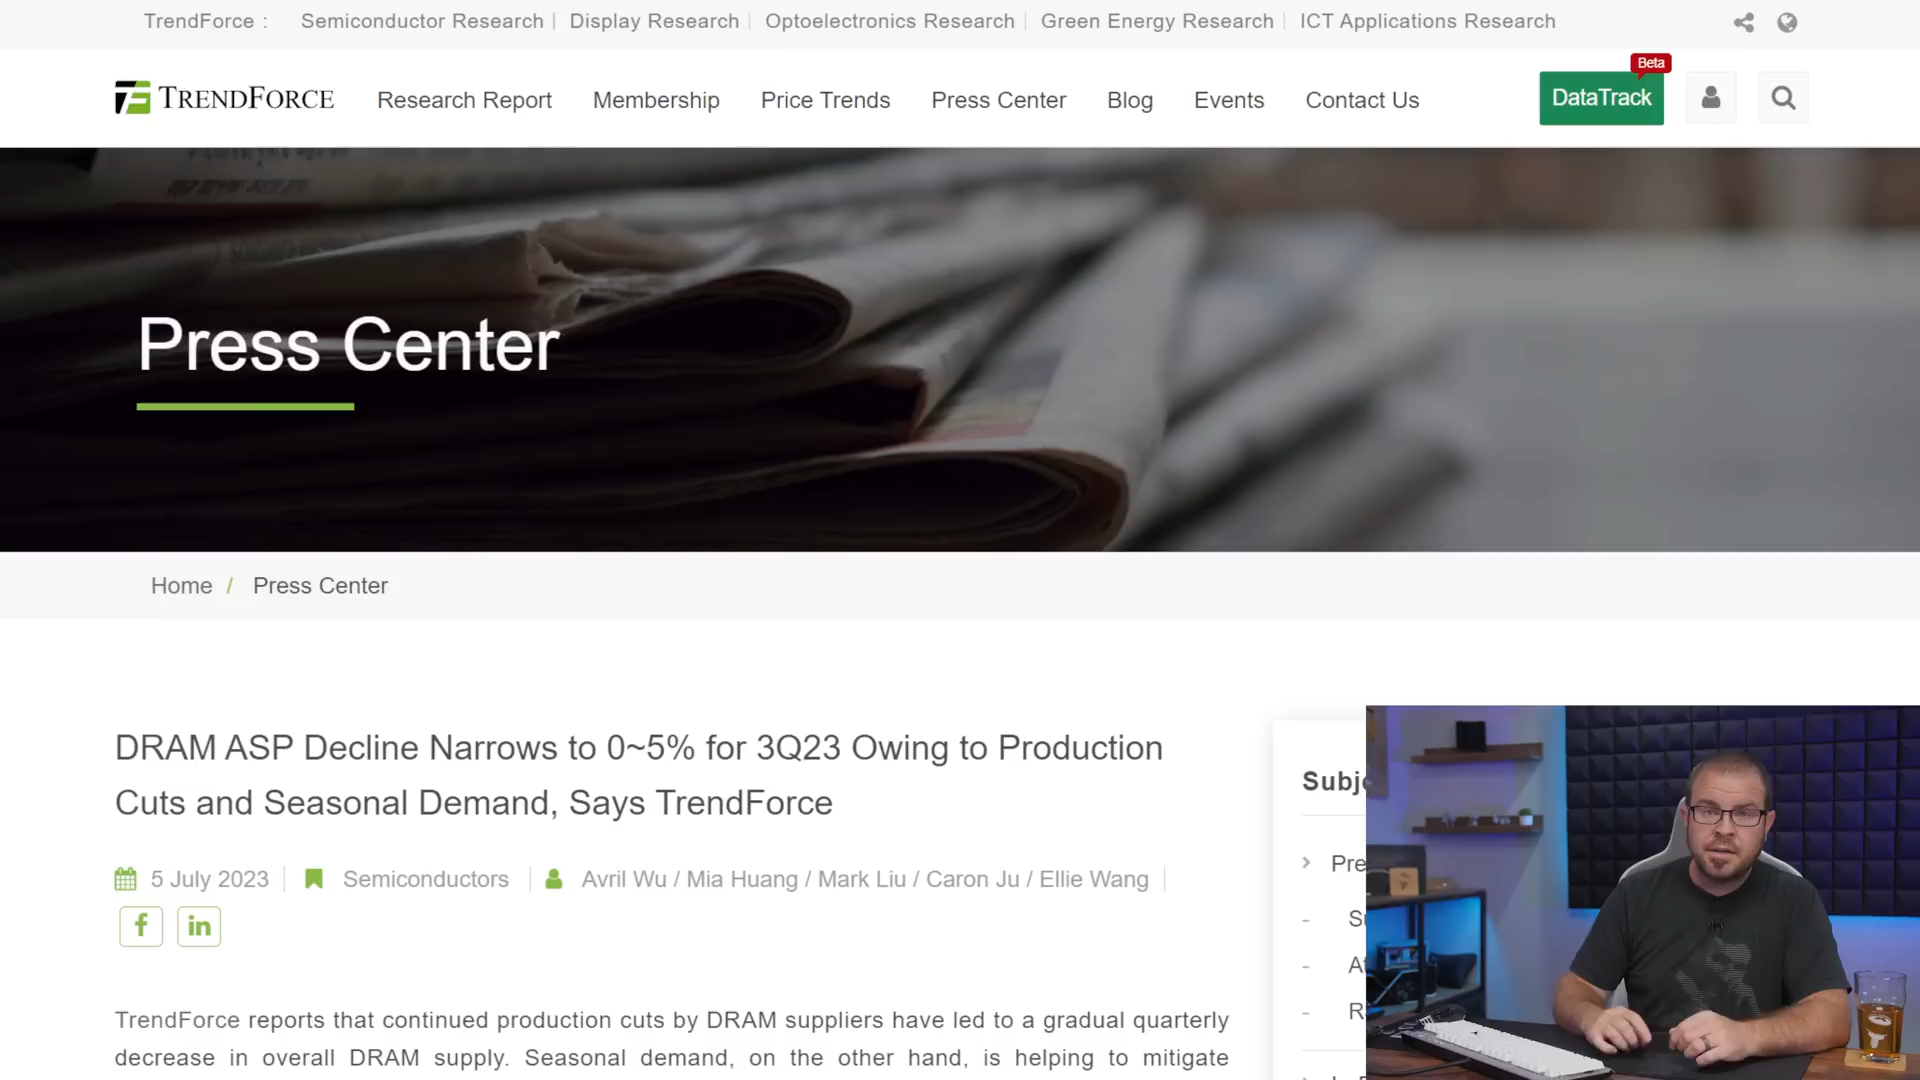 TrendForce : Semiconductor Research | Display Research | Optoelectronics Research | Green Energy Research | ICT Applications Research
Beta
TRENDFORCE Research Report Membership Price Trends Press Center Blog Events Contact Us DataTrack
Press Center
Home / Press Center
DRAM ASP Decline Narrows to 0~5% for 3Q23 Owing to Production
Cuts and Seasonal Demand, Says TrendForce
5 July 2023 Semiconductors Avril Wu / Mia Huang / Mark Liu / Caron Ju / Ellie Wang
f in
TrendForce reports that continued production cuts by DRAM suppliers have led to a gradual quarterly
decrease in overall DRAM supply. Seasonal demand, on the other hand, is helping to mitigate